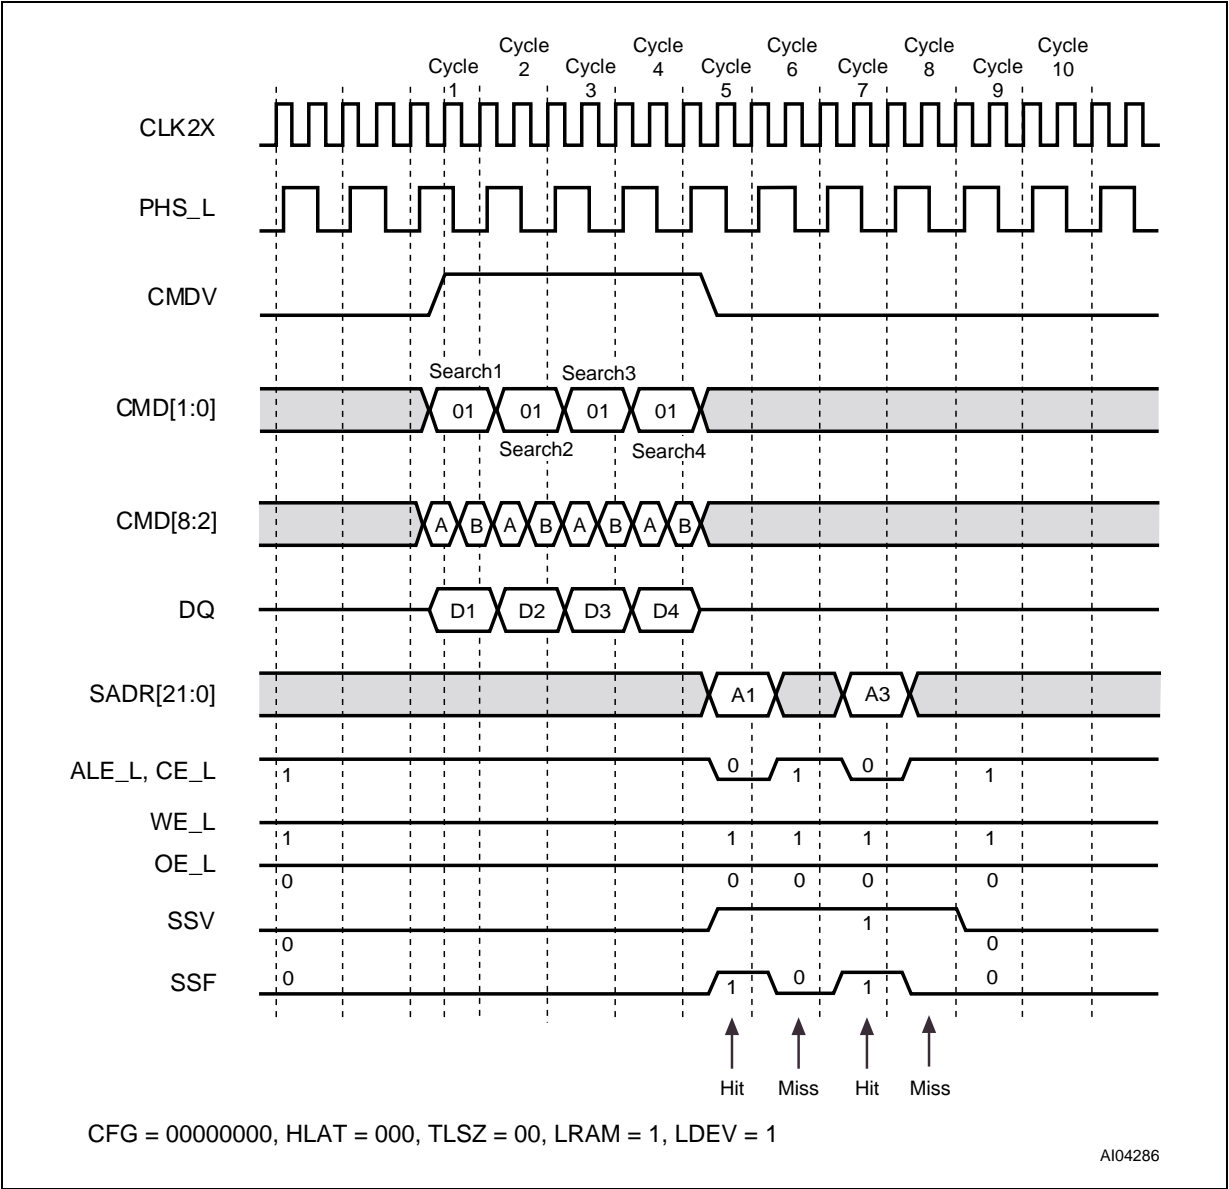 Cycle Cycle Cycle Cycle Cycle
Cycle 2 Cycle 4 Cycle 6 Cycle 8 Cycle 10
1 3 5 7 9
CLK2X
PHS_L
CMDV
Search1 Search3
CMD[1:0] 01 01 01 01
Search2 Search4
CMD[8:2] A B A B A B A B
DQ D1 D2 D3 D4
SADR[21:0] A1 A3
ALE_L, CE_L 1 0 1 0 1
WE_L
1 1 1 1 1
OE_L
0 0 0 0 0
SSV 1
0 0
SSF 0 1 0 1 0
Hit Miss Hit Miss
CFG = 00000000, HLAT = 000, TLSZ = 00, LRAM = 1, LDEV = 1
AI04286